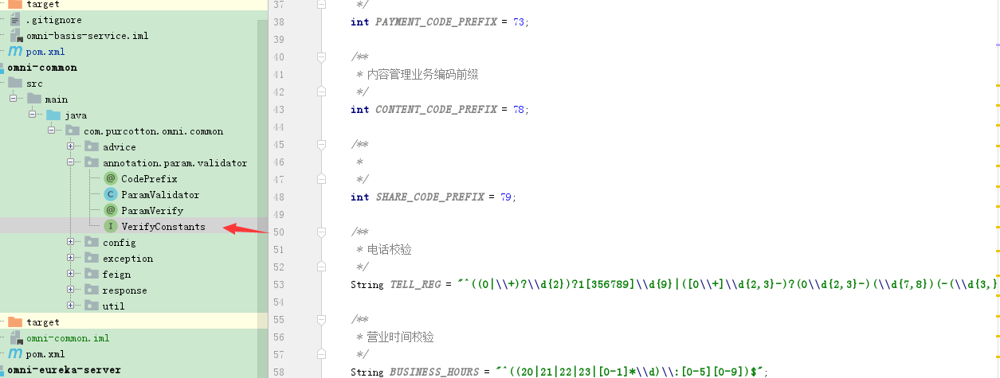 target
.gitignore
omni-basis-service.iml
pom.xml
omni-common
src
main
java
com.purcotton.omni.common
advice
annotation.param.validator
CodePrefix
ParamValidator
ParamVerify
VerifyConstants
config
exception
feign
response
util
target
omni-common.iml
pom.xml
omni-eureka-server
37 */
38 int PAYMENT_CODE_PREFIX = 73;
39
40 /**
41 * 内容管理业务编码前缀
42 */
43 int CONTENT_CODE_PREFIX = 78;
44
45 /**
46 *
47 */
48 int SHARE_CODE_PREFIX = 79;
49
50 /**
51 * 电话校验
52 */
53 String TELL_REG = "^((0|\\+)?\\d{2})?1[356789]\\d{9}|([0\\+]\\d{2,3}-)?(0\\d{2,3}-)(\\d{7,8})(-(\\d{3,}
54
55 /**
56 * 营业时间校验
57 */
58 String BUSINESS_HOURS = "^((20|21|22|23|[0-1]*\\d)\\:[0-5][0-9])$";